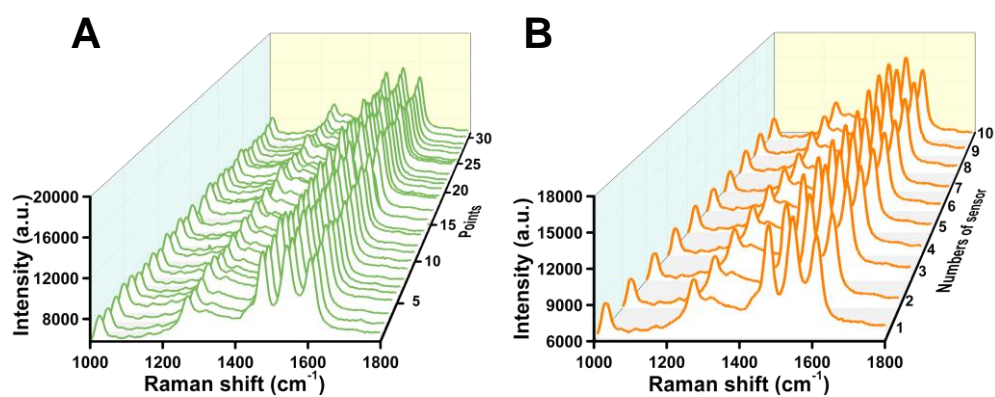 A
Intensity (a.u.)
20000
16000
12000
8000
1000 1200 1400 1600 1800
Raman shift (cm⁻¹)
5
10
15
20
25
30
Points
B
Intensity (a.u.)
18000
15000
12000
9000
6000
1000 1200 1400 1600 1800
Raman shift (cm⁻¹)
1
2
3
4
5
6
7
8
9
10
Numbers of sensor